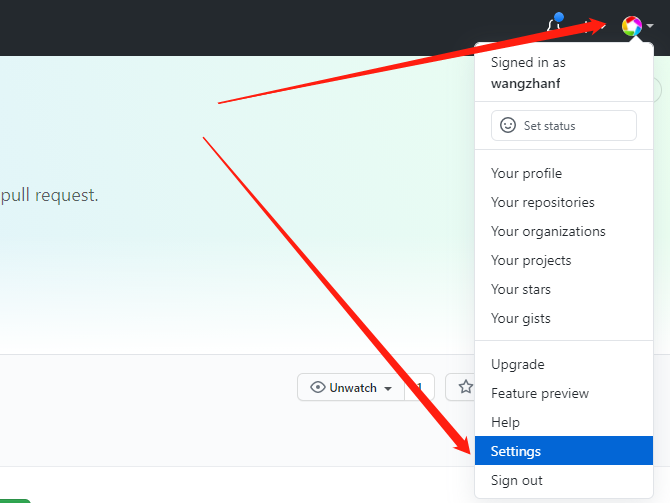 Signed in as
wangzhanf
Set status
pull request.
Your profile
Your repositories
Your organizations
Your projects
Your stars
Your gists
Upgrade
Feature preview
Unwatch
Help
Settings
Sign out